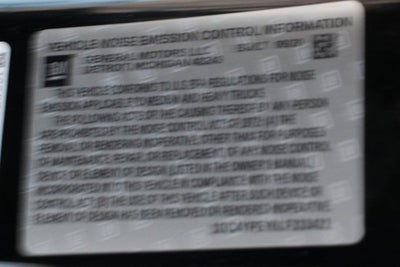 VEHICLE NOISE EMISSION CONTROL INFORMATION
GENERAL MOTORS LLC BUILT
DETROIT, MICHIGAN 48243
THIS VEHICLE CONFORMS TO U.S. EPA REGULATIONS FOR NOISE
EMISSION APPLICABLE TO MEDIUM AND HEAVY TRUCKS.
THE FOLLOWING ACTS OR THE CAUSING THEREOF BY ANY PERSON
ARE PROHIBITED BY THE NOISE CONTROL ACT OF 1972: (A) THE
REMOVAL OR RENDERING INOPERATIVE, OTHER THAN FOR PURPOSES
OF MAINTENANCE, REPAIR, OR REPLACEMENT, OF ANY NOISE CONTROL
DEVICE OR ELEMENT OF DESIGN (LISTED IN THE OWNER'S MANUAL)
INCORPORATED INTO THIS VEHICLE IN COMPLIANCE WITH THE NOISE
CONTROL ACT, OR (B) THE USE OF THIS VEHICLE AFTER SUCH DEVICE OR
ELEMENT OF DESIGN HAS BEEN REMOVED OR RENDERED INOPERATIVE.